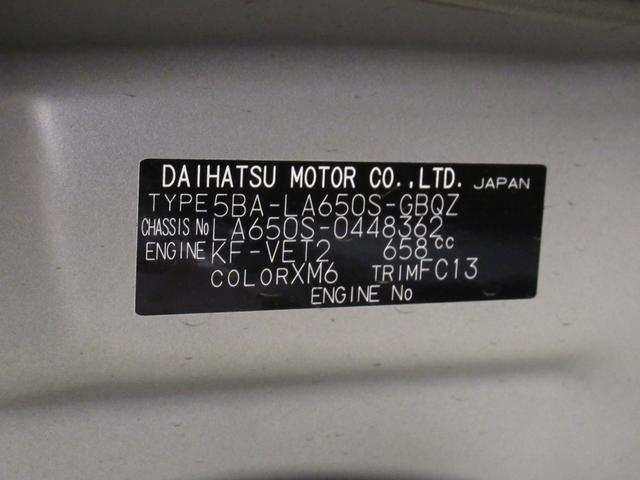 DAIHATSU MOTOR CO.,LTD. JAPAN
TYPE 5BA-LA650S-GBQZ
CHASSIS No LA650S-0448362
ENGINE KF-VET2 658cc
COLOR XM6 TRIM FC13
ENGINE No